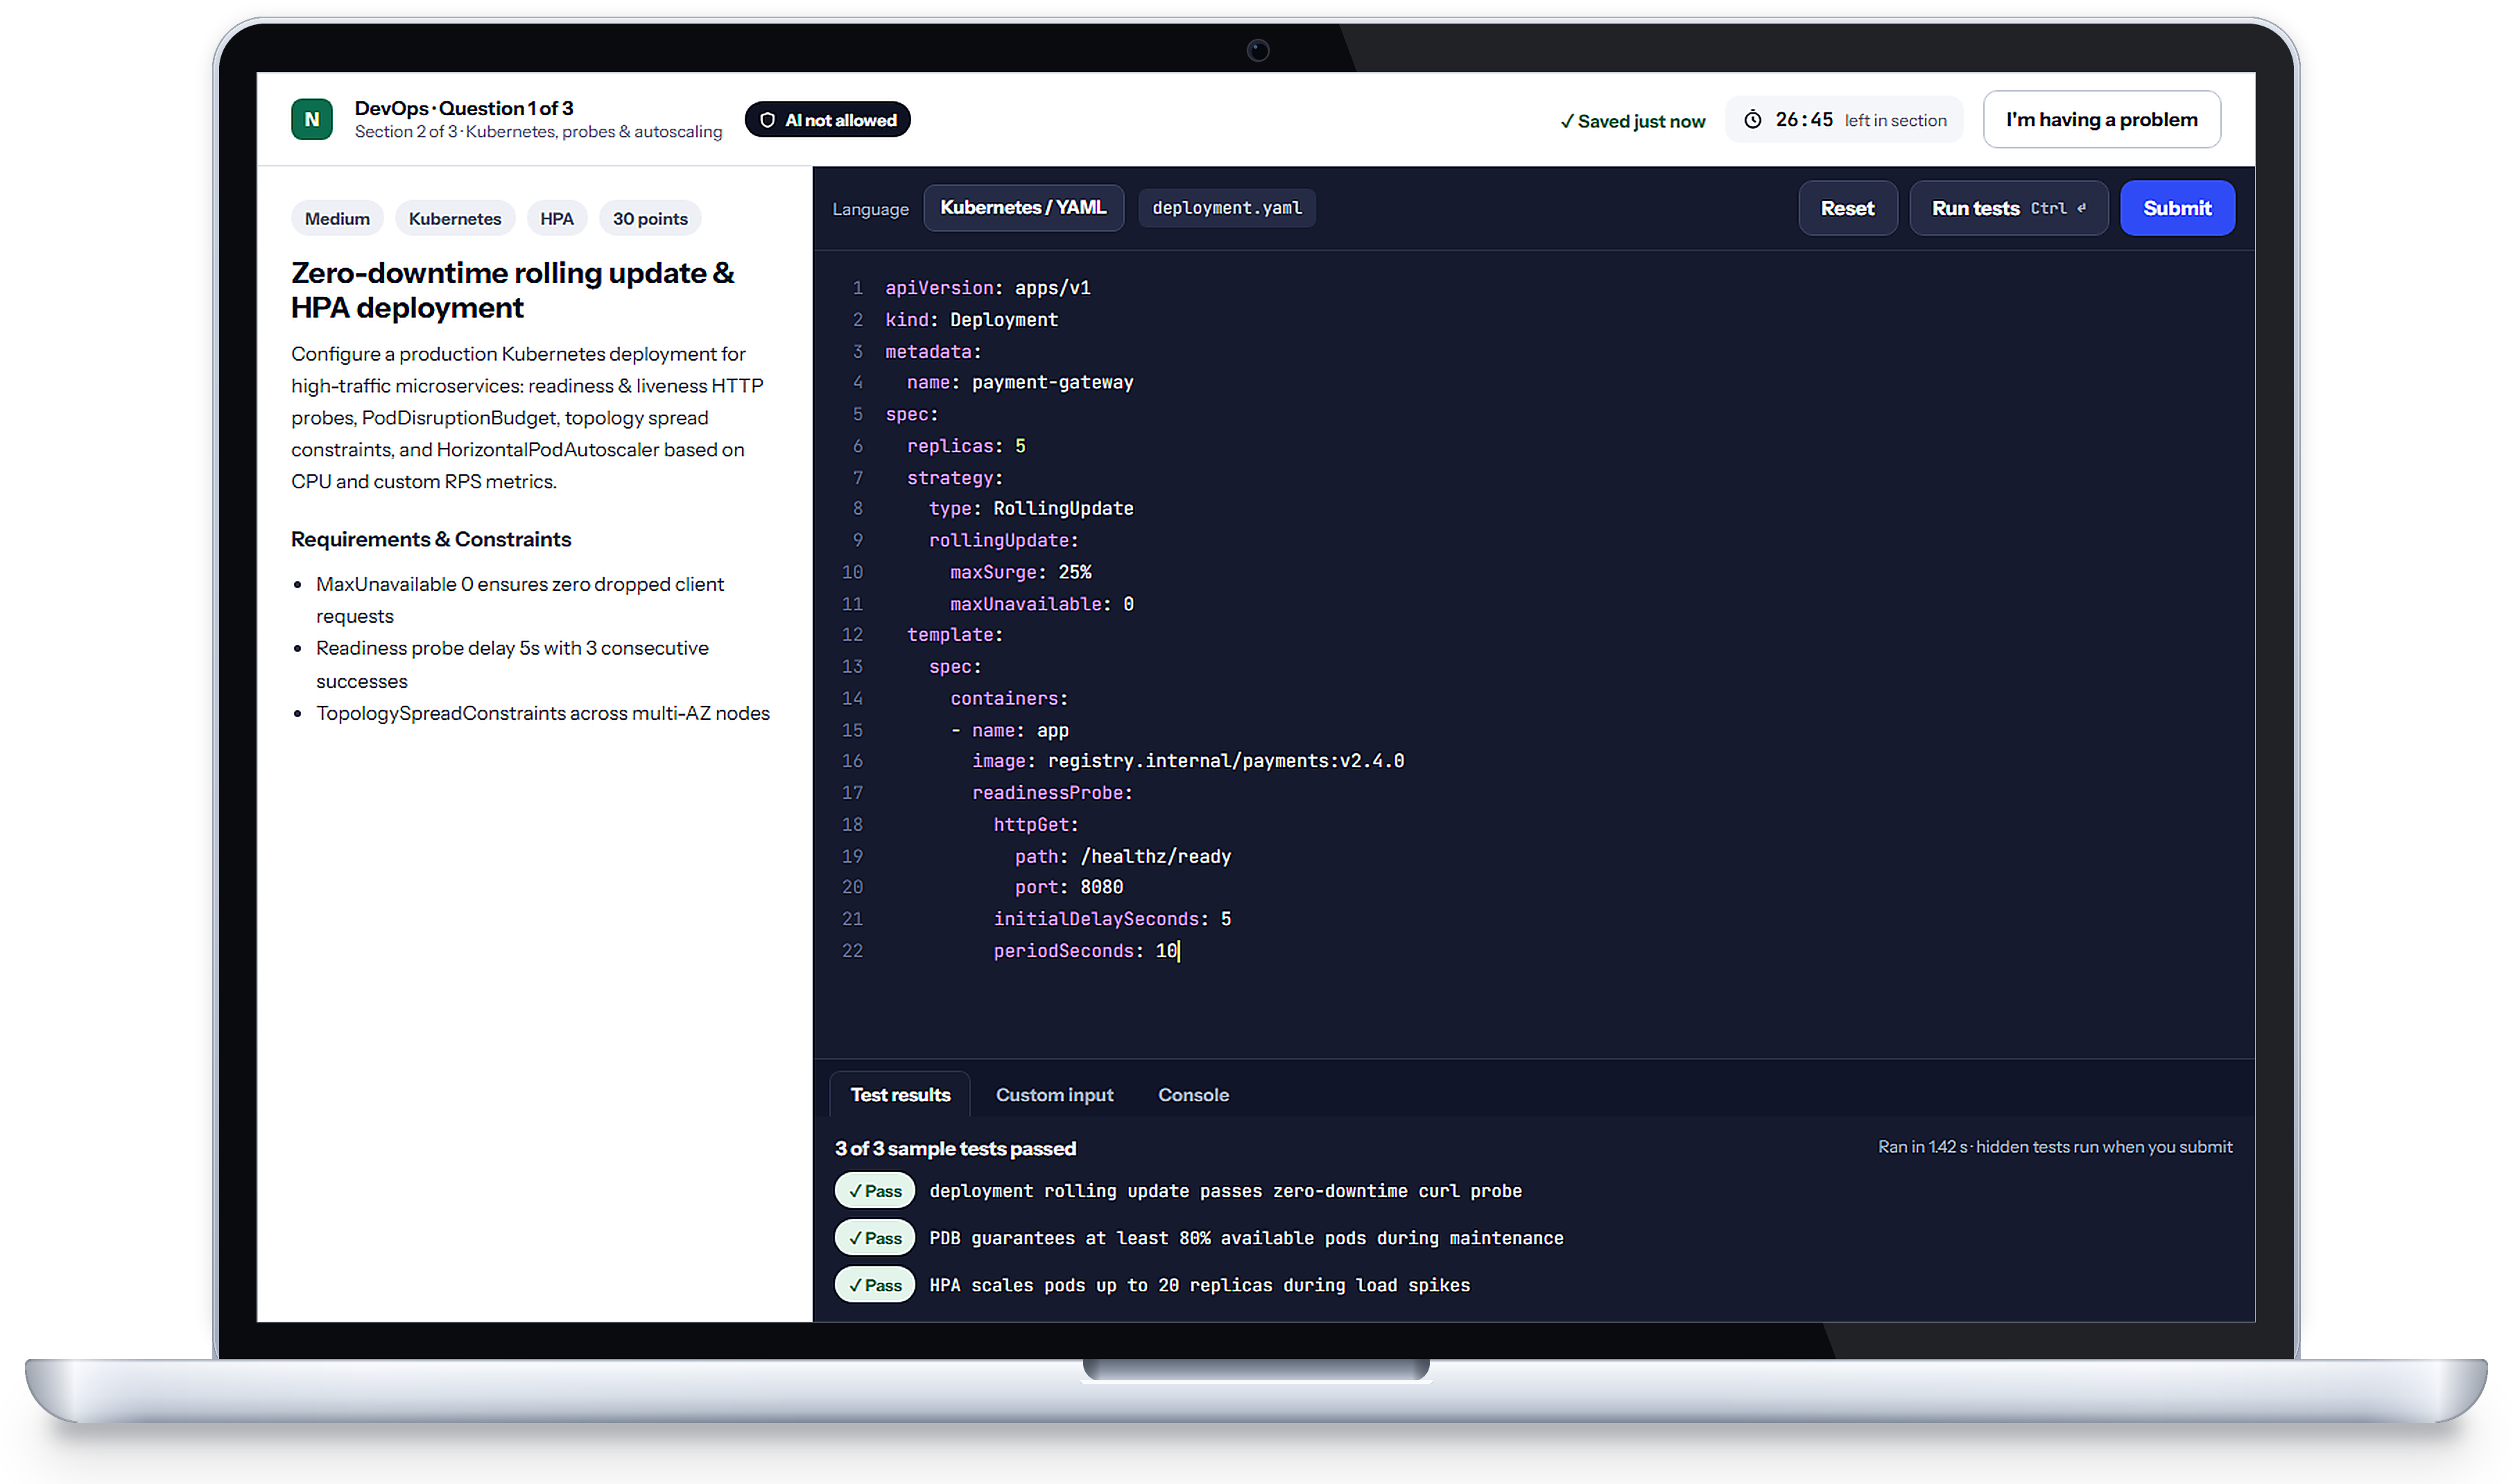 N
DevOps · Question 1 of 3
Section 2 of 3 · Kubernetes, probes & autoscaling
AI not allowed
✓ Saved just now
26:45 left in section
I'm having a problem
Medium
Kubernetes
HPA
30 points
Zero-downtime rolling update &
HPA deployment
Configure a production Kubernetes deployment for
high-traffic microservices: readiness & liveness HTTP
probes, PodDisruptionBudget, topology spread
constraints, and HorizontalPodAutoscaler based on
CPU and custom RPS metrics.
Requirements & Constraints
• MaxUnavailable 0 ensures zero dropped client
requests
• Readiness probe delay 5s with 3 consecutive
successes
• TopologySpreadConstraints across multi-AZ nodes
Language
Kubernetes / YAML
deployment.yaml
Reset
Run tests Ctrl ⏎
Submit
1 apiVersion: apps/v1
2 kind: Deployment
3 metadata:
4   name: payment-gateway
5 spec:
6   replicas: 5
7   strategy:
8     type: RollingUpdate
9     rollingUpdate:
10       maxSurge: 25%
11       maxUnavailable: 0
12   template:
13     spec:
14       containers:
15       - name: app
16         image: registry.internal/payments:v2.4.0
17         readinessProbe:
18           httpGet:
19             path: /healthz/ready
20             port: 8080
21           initialDelaySeconds: 5
22           periodSeconds: 10
Test results
Custom input
Console
3 of 3 sample tests passed
Ran in 1.42 s · hidden tests run when you submit
✓ Pass deployment rolling update passes zero-downtime curl probe
✓ Pass PDB guarantees at least 80% available pods during maintenance
✓ Pass HPA scales pods up to 20 replicas during load spikes